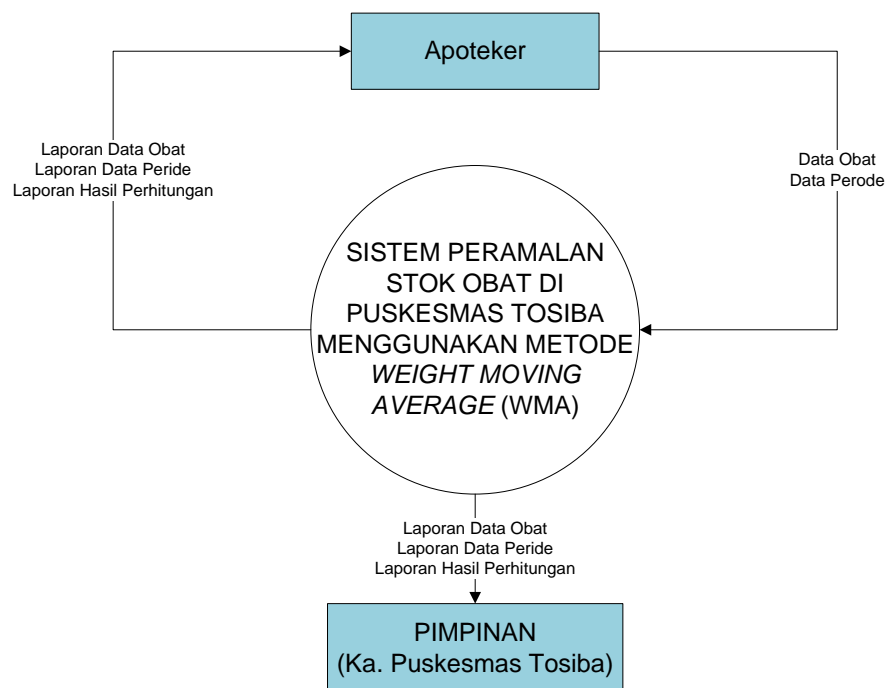 Apoteker
Laporan Data Obat
Laporan Data Peride
Laporan Hasil Perhitungan
Data Obat
Data Perode
SISTEM PERAMALAN
STOK OBAT DI
PUSKESMAS TOSIBA
MENGGUNAKAN METODE
WEIGHT MOVING
AVERAGE (WMA)
Laporan Data Obat
Laporan Data Peride
Laporan Hasil Perhitungan
PIMPINAN
(Ka. Puskesmas Tosiba)